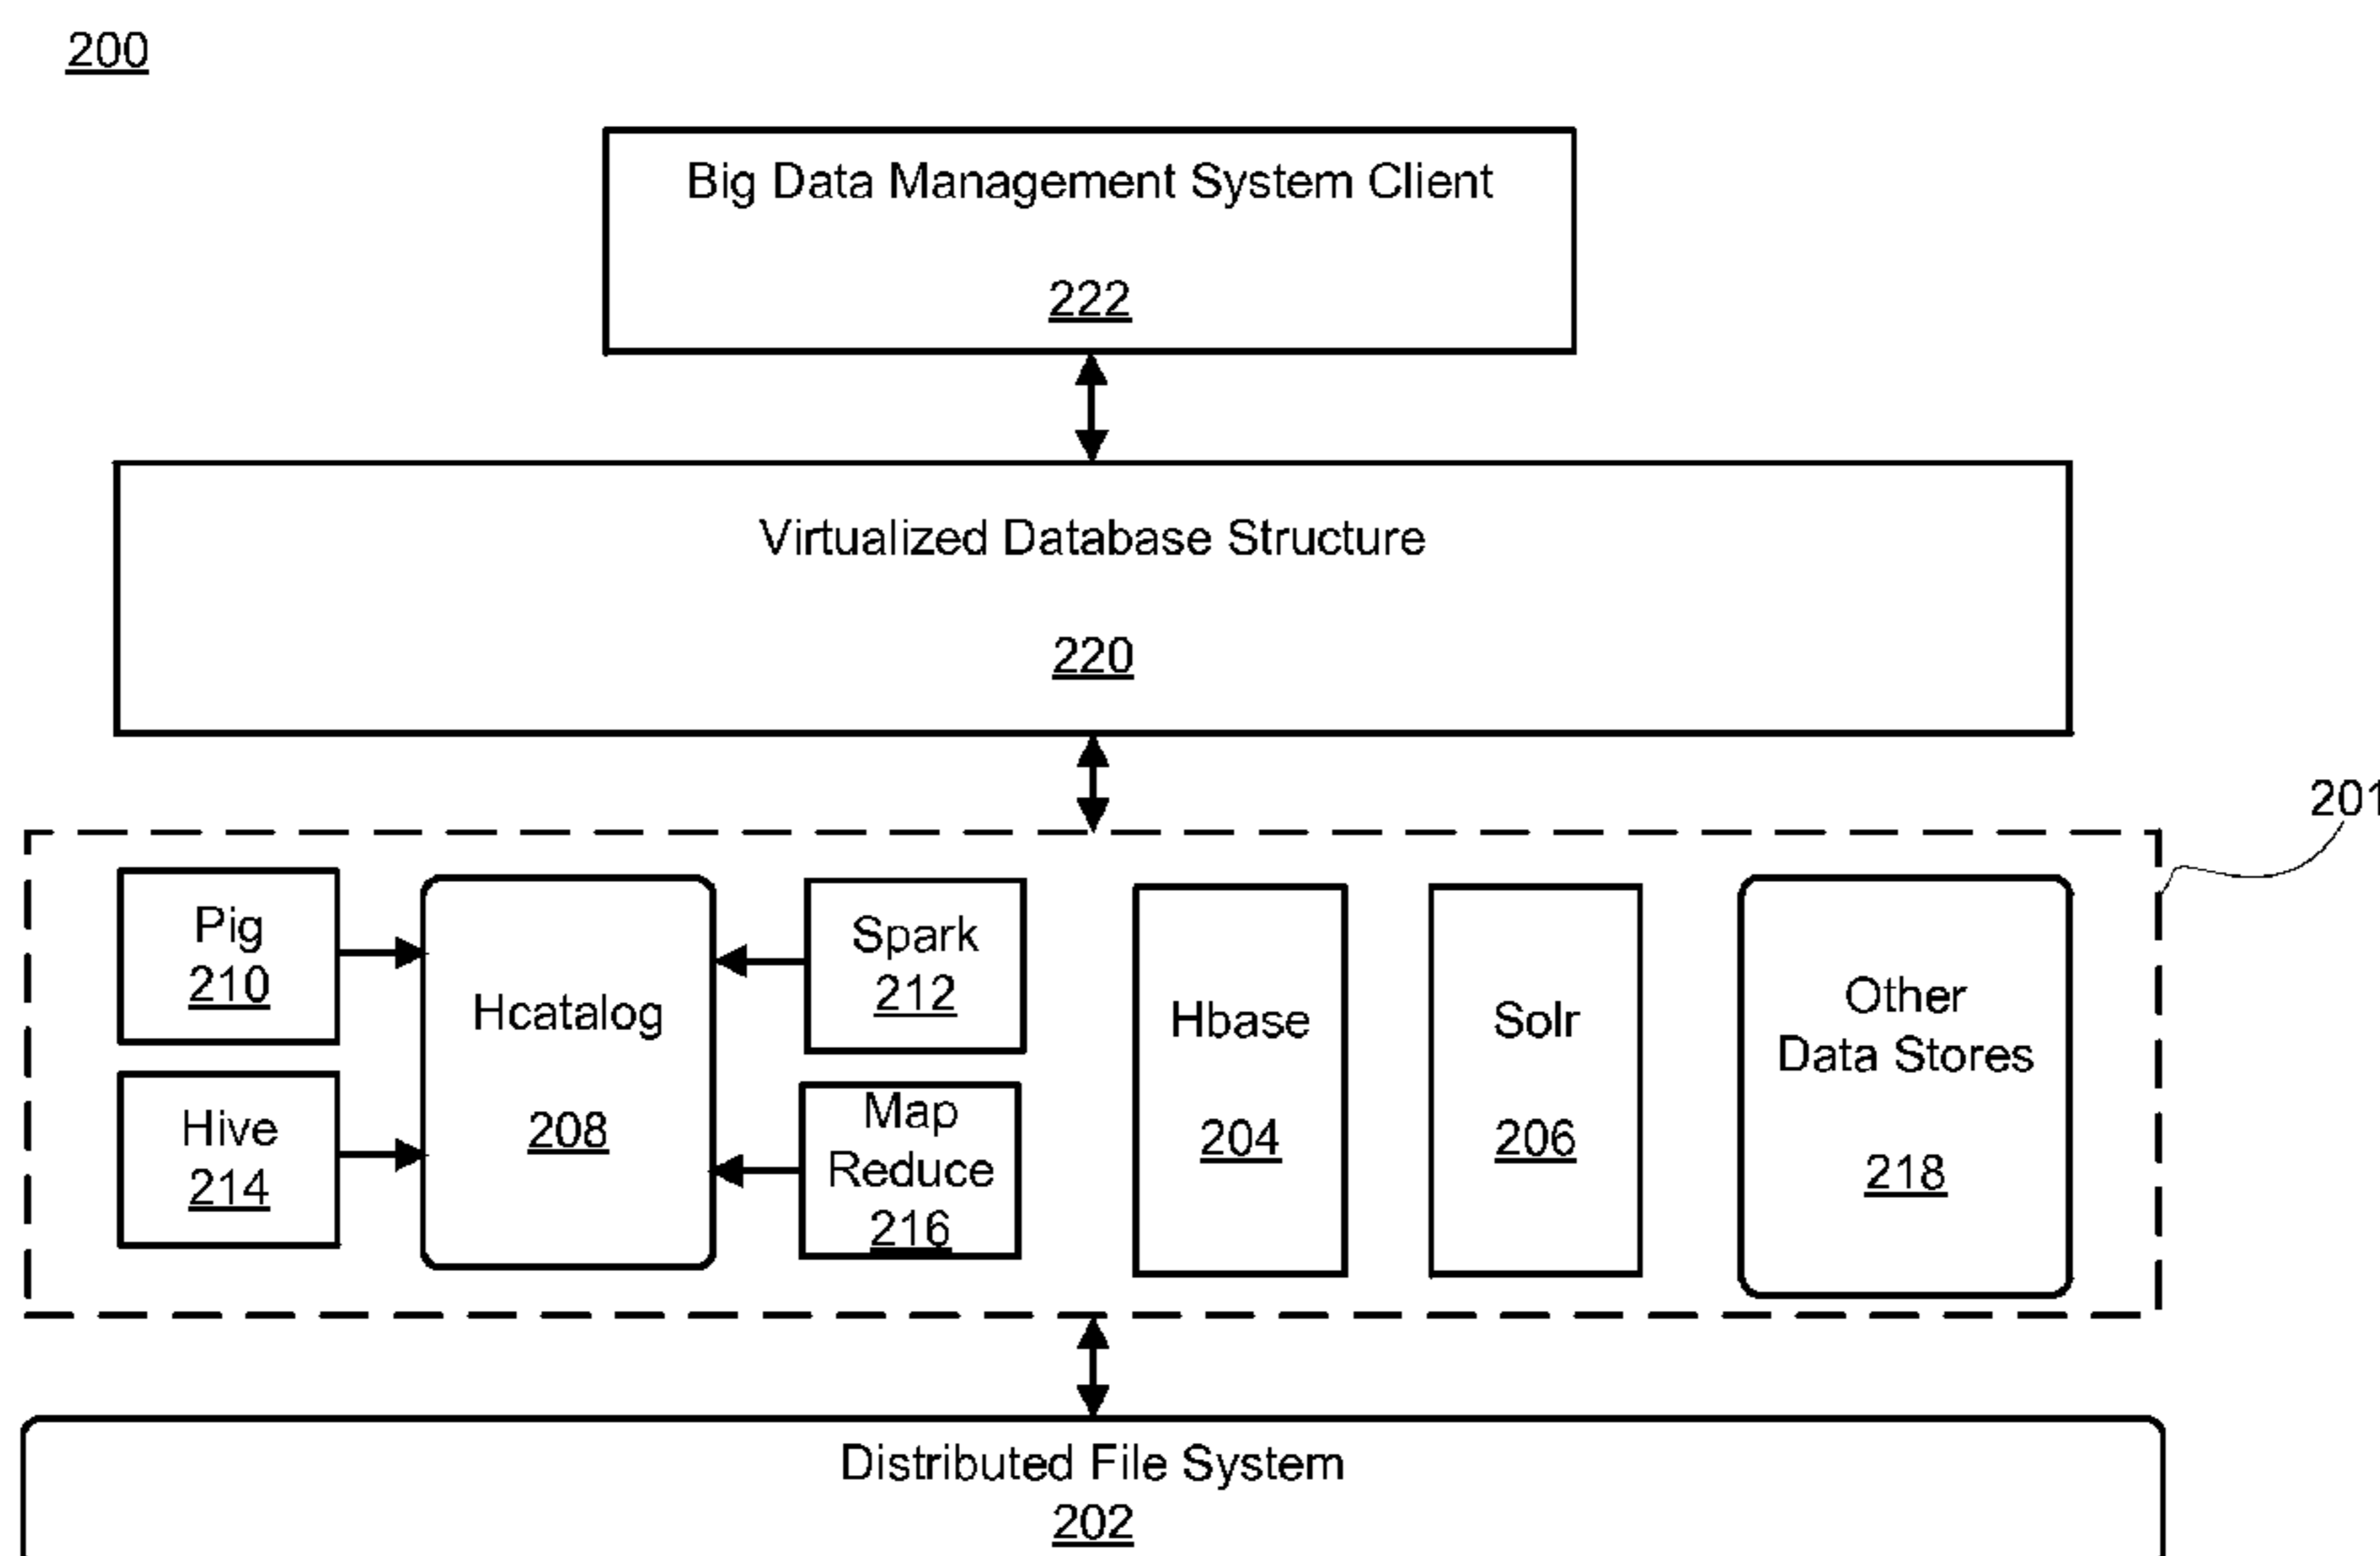 200
Big Data Management System Client
222
Virtualized Database Structure
220
201
Pig
210
Hive
214
Hcatalog
208
Spark
212
Map
Reduce
216
Hbase
204
Solr
206
Other
Data Stores
218
Distributed File System
202